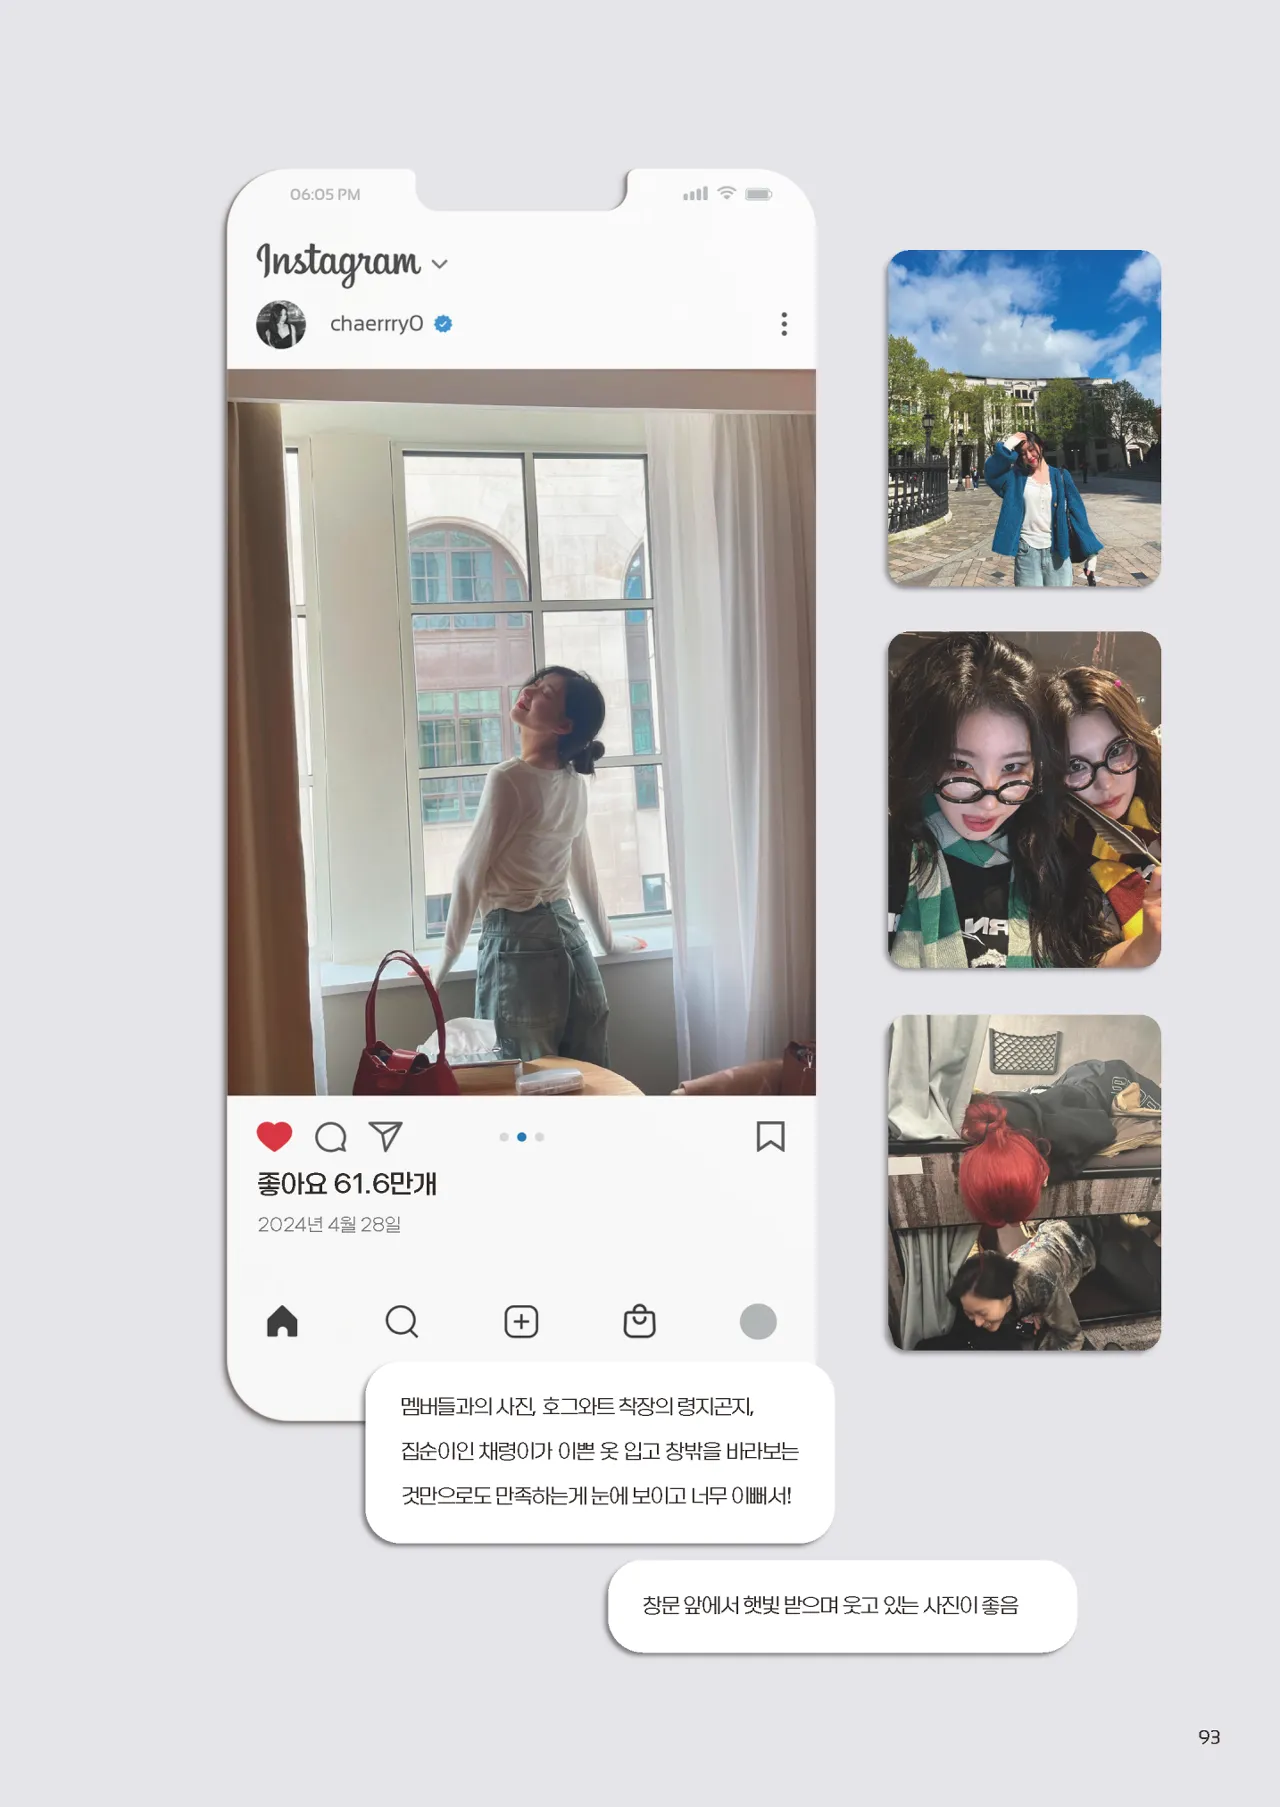 06:05 PM
Instagram
chaerrry0
좋아요 61.6만개
2024년 4월 28일
멤버들과의 사진, 호그와트 착장의 령지곤지,
집순이인 채령이가 이쁜 옷 입고 창밖을 바라보는
것만으로도 만족하는게 눈에 보이고 너무 이뻐서!
창문 앞에서 햇빛 받으며 웃고 있는 사진이 좋음
93